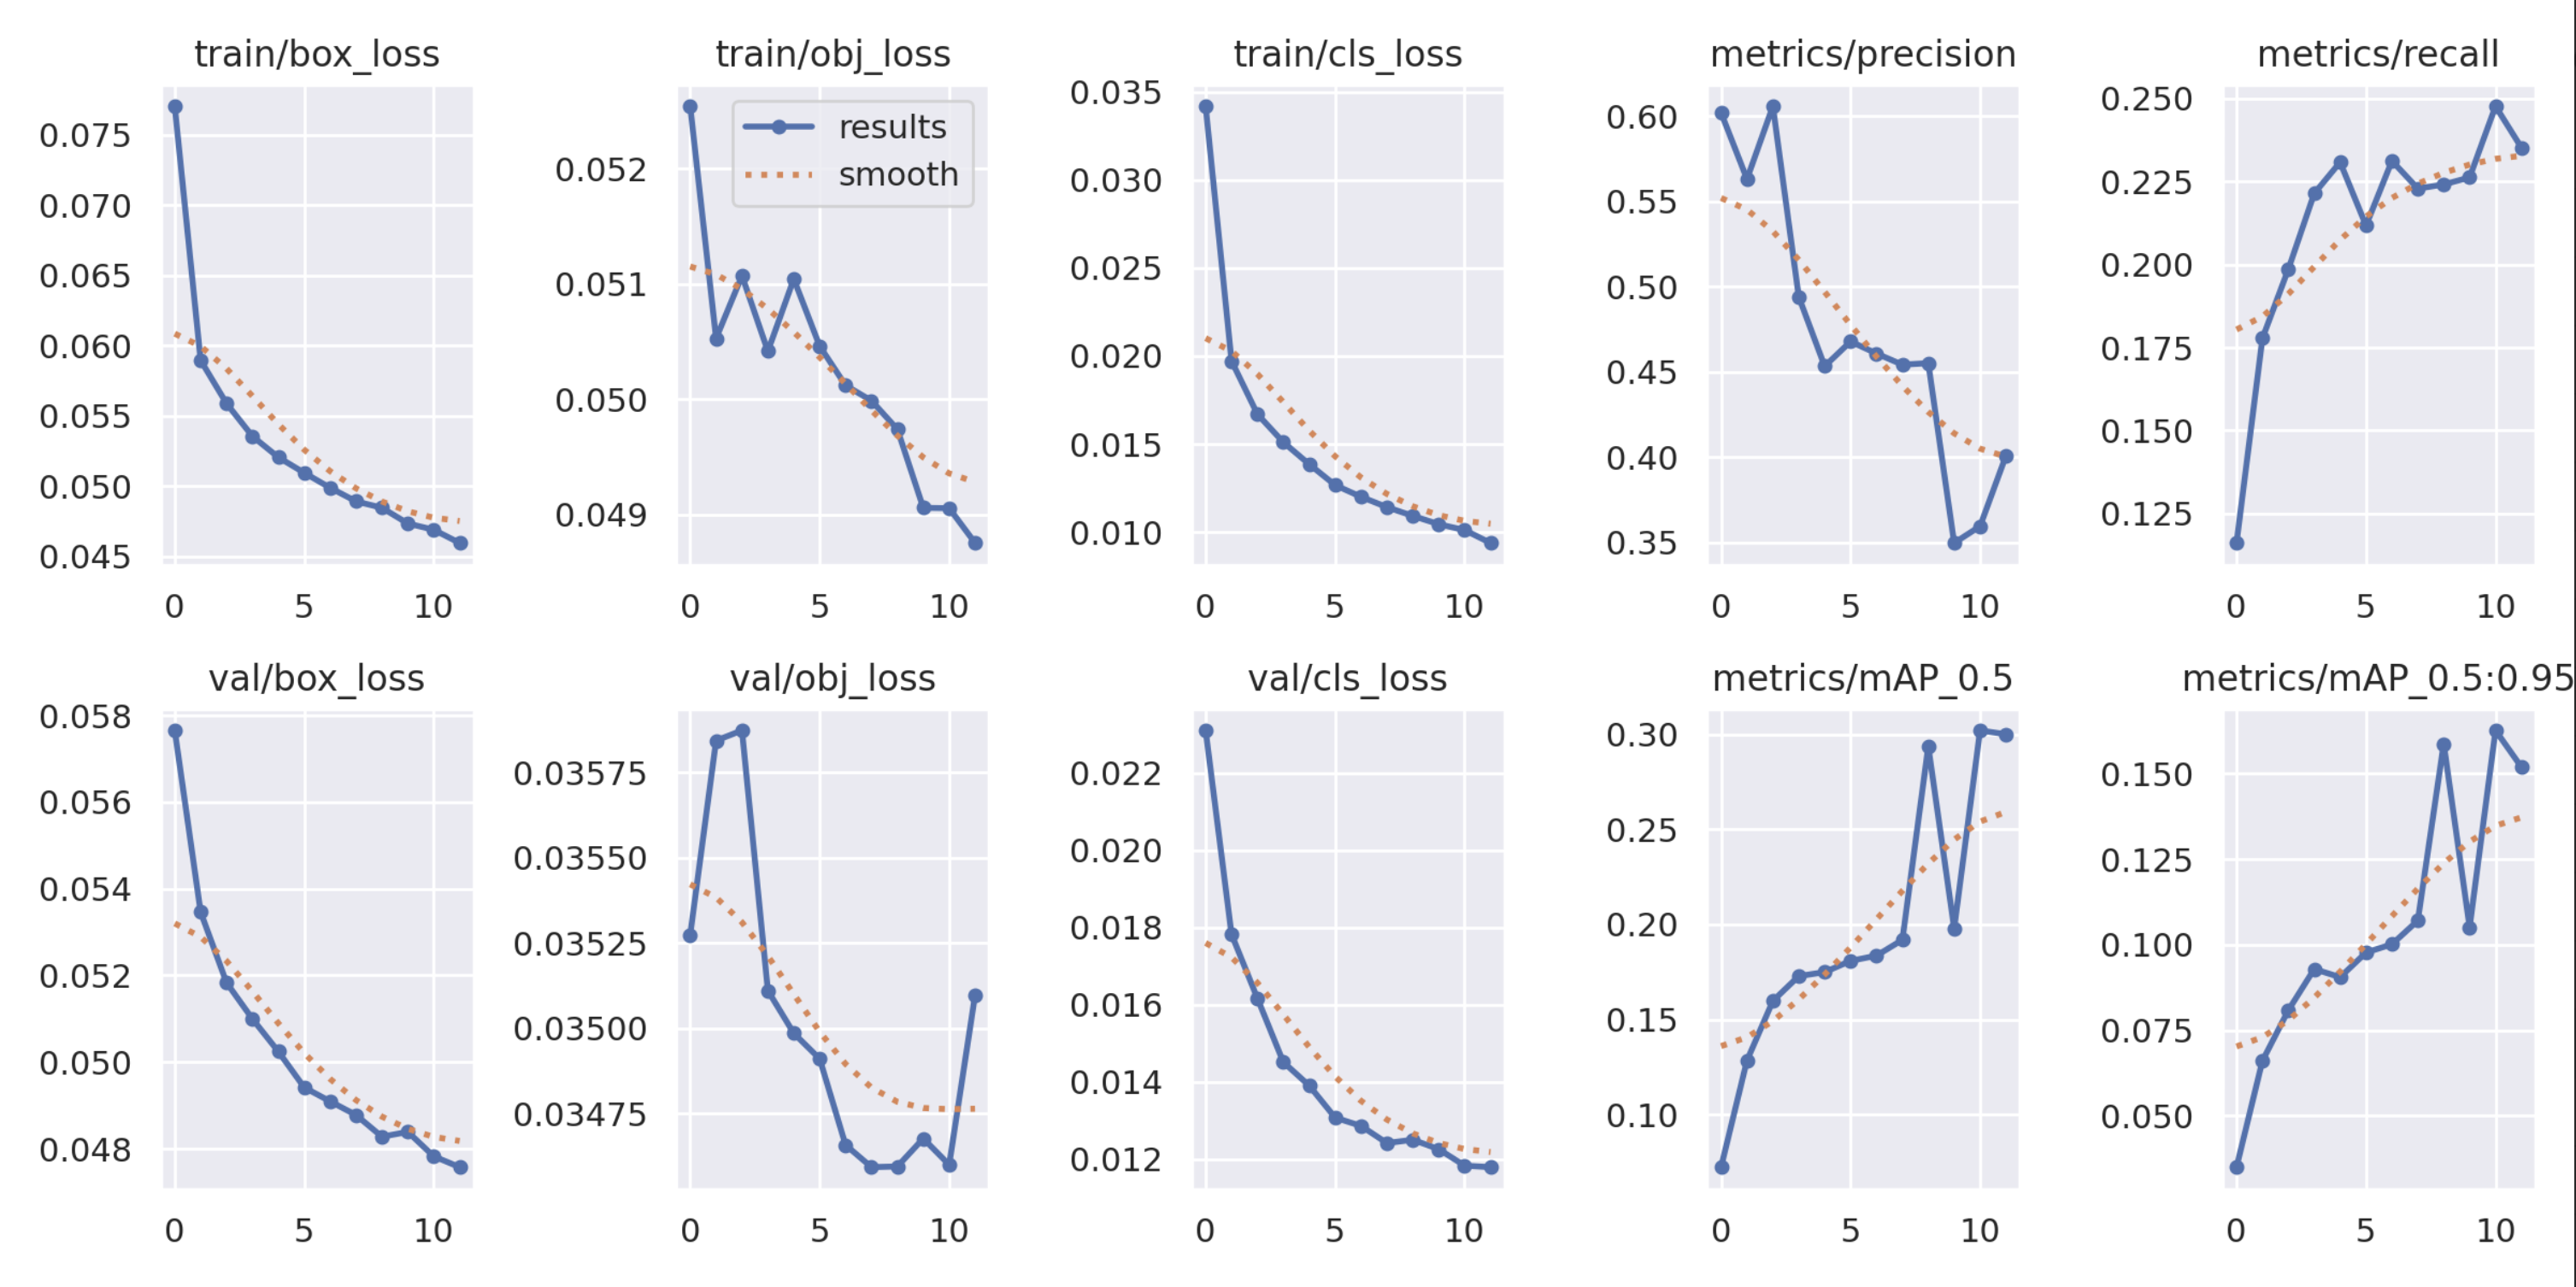 train/box_loss
0.075
0.070
0.065
0.060
0.055
0.050
0.045
0 5 10
train/obj_loss
results
smooth
0.052
0.051
0.050
0.049
0 5 10
train/cls_loss
0.035
0.030
0.025
0.020
0.015
0.010
0 5 10
metrics/precision
0.60
0.55
0.50
0.45
0.40
0.35
0 5 10
metrics/recall
0.250
0.225
0.200
0.175
0.150
0.125
0 5 10
val/box_loss
0.058
0.056
0.054
0.052
0.050
0.048
0 5 10
val/obj_loss
0.03575
0.03550
0.03525
0.03500
0.03475
0 5 10
val/cls_loss
0.022
0.020
0.018
0.016
0.014
0.012
0 5 10
metrics/mAP_0.5
0.30
0.25
0.20
0.15
0.10
0 5 10
metrics/mAP_0.5:0.95
0.150
0.125
0.100
0.075
0.050
0 5 10